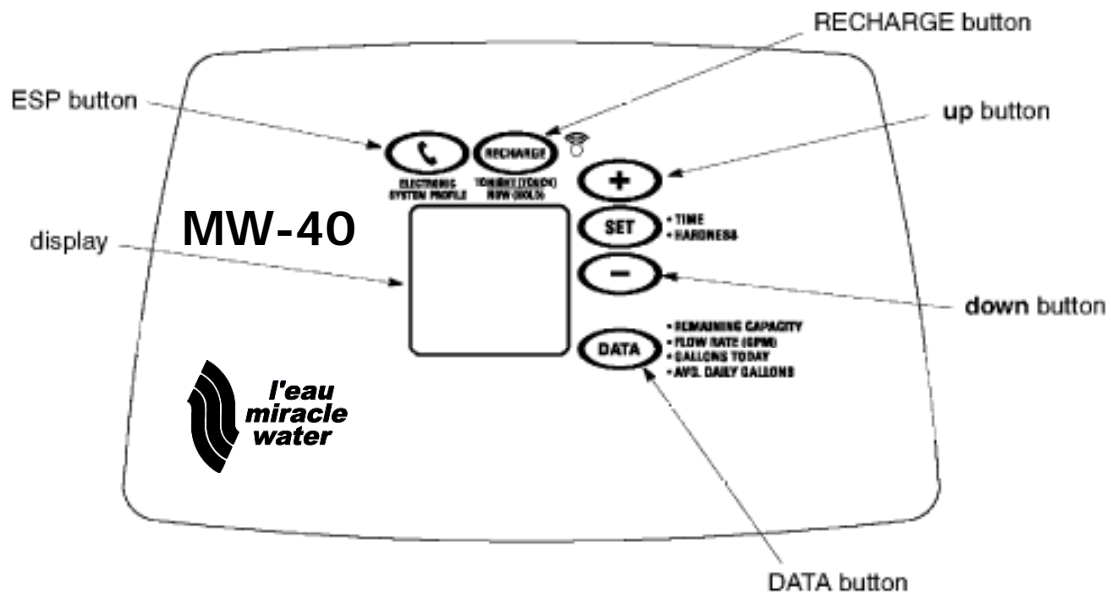 RECHARGE button
ESP button
up button
RECHARGE
+
ELECTRONIC
SYSTEM PROFILE
TONIGHT (TOUCH)
NOW (HOLD)
MW-40
SET
• TIME
• HARDNESS
display
−
down button
DATA
• REMAINING CAPACITY
• FLOW RATE (GPM)
• GALLONS TODAY
• AVG. DAILY GALLONS
l'eau
miracle
water
DATA button